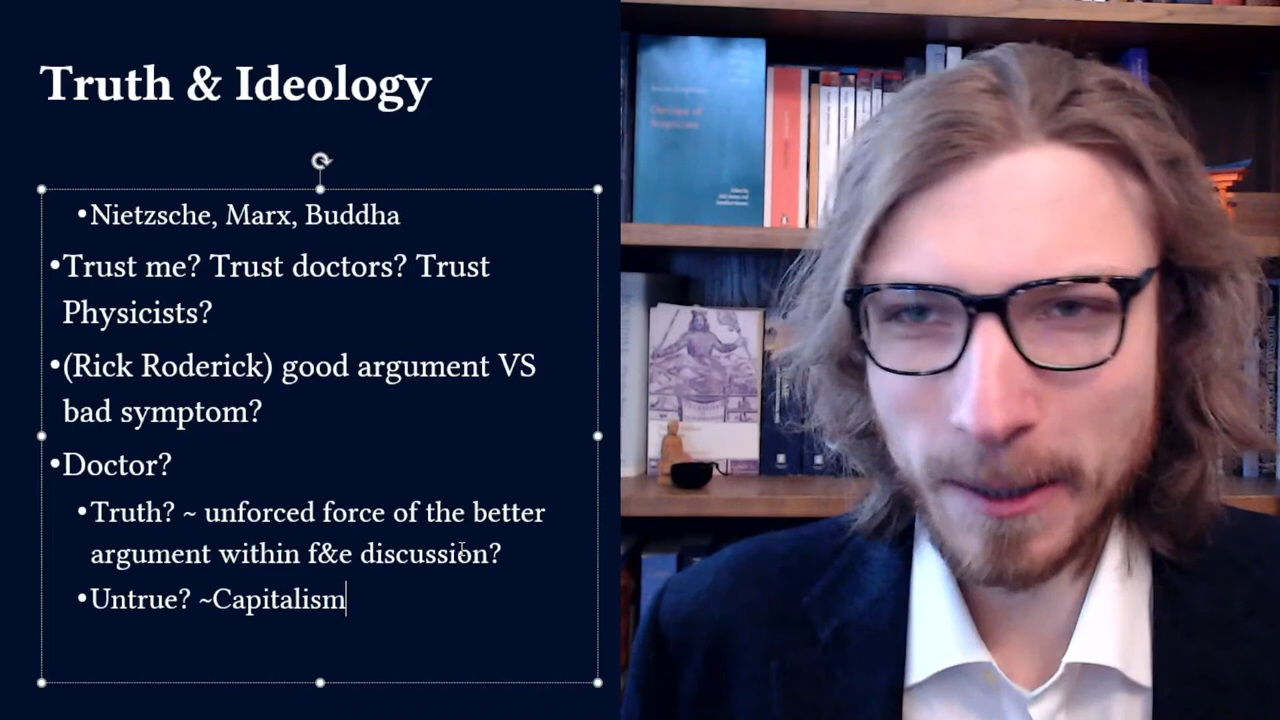 Truth & Ideology
•Nietzsche, Marx, Buddha
•Trust me? Trust doctors? Trust
Physicists?
•(Rick Roderick) good argument VS
bad symptom?
•Doctor?
•Truth? ~ unforced force of the better
argument within f&e discussion?
•Untrue? ~Capitalism